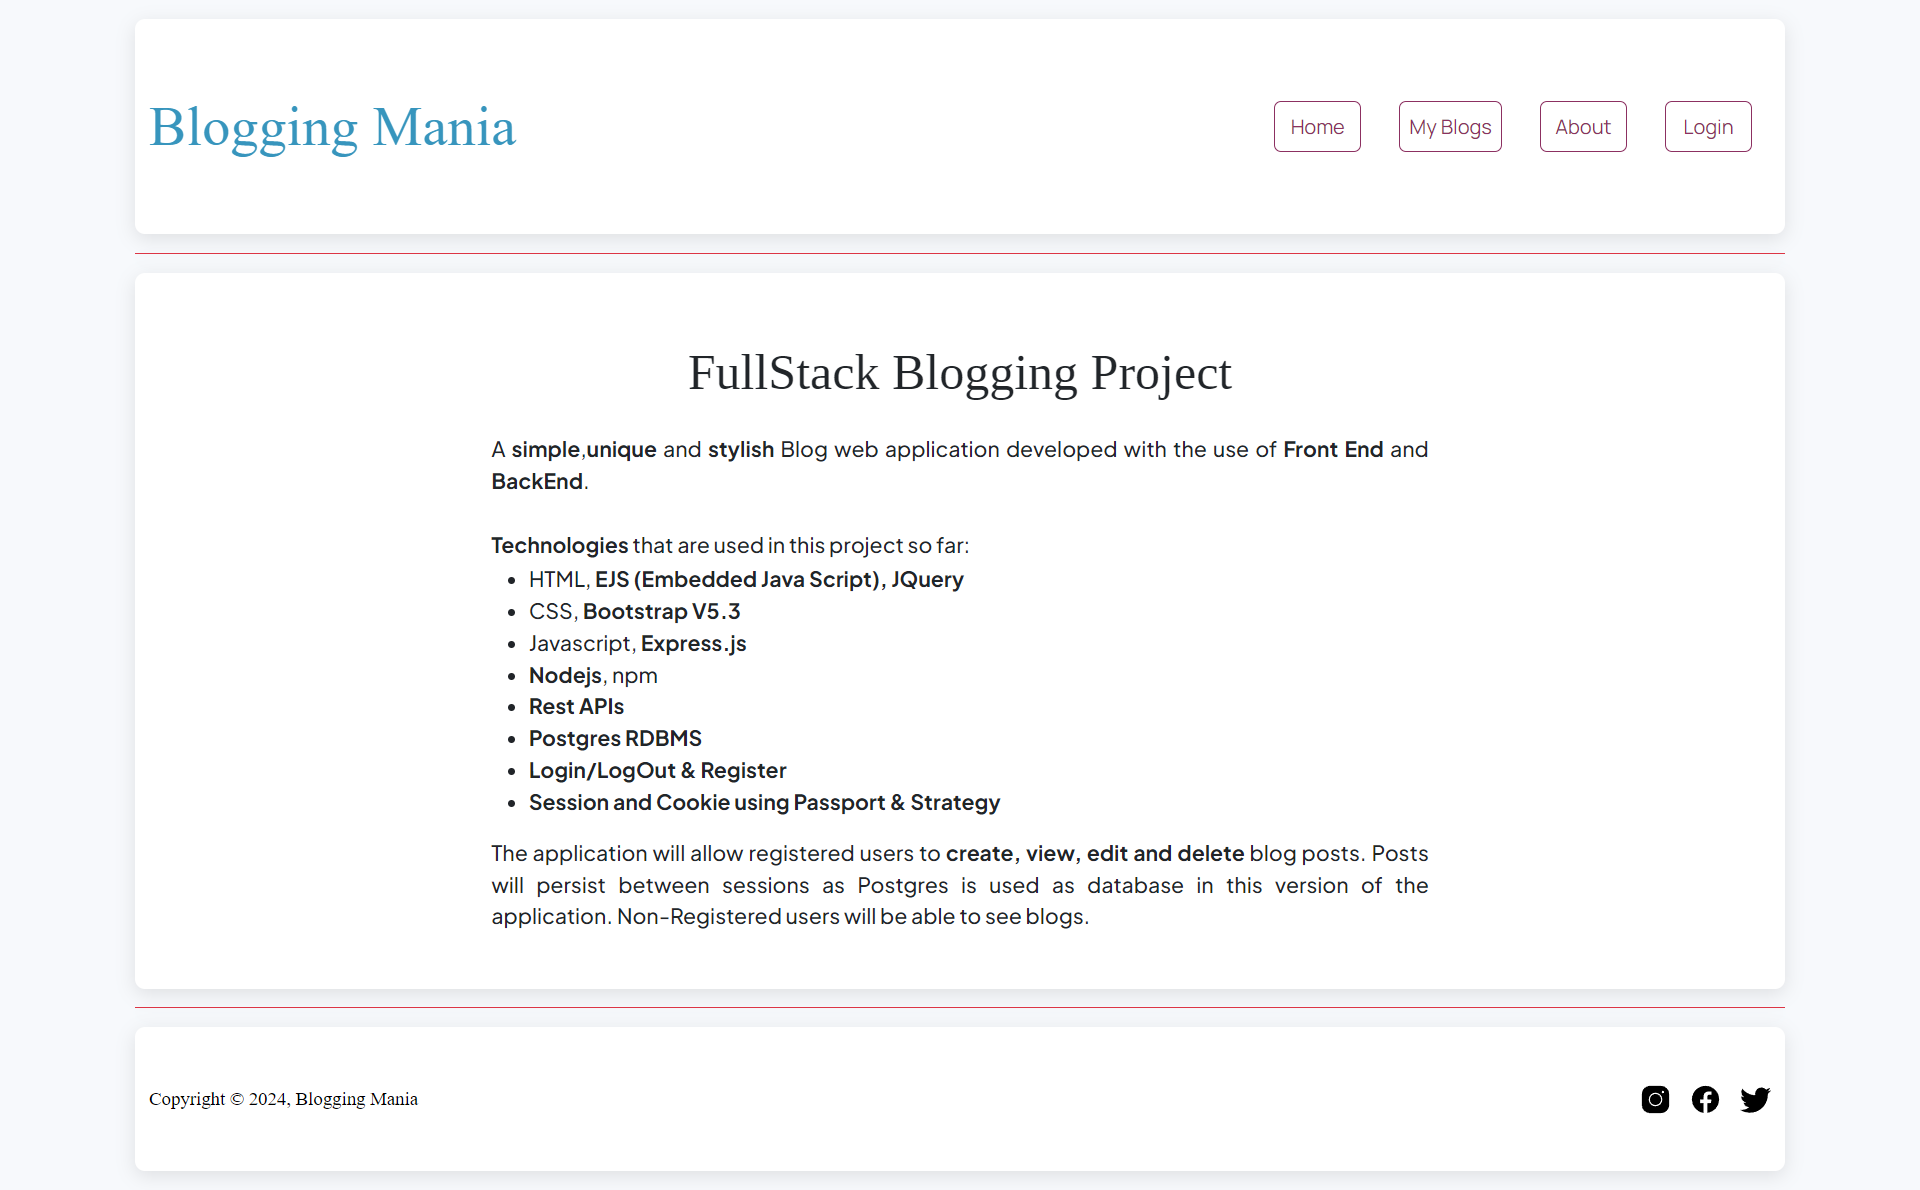 Blogging Mania
Home
My Blogs
About
Login
FullStack Blogging Project
A simple,unique and stylish Blog web application developed with the use of Front End and
BackEnd.
Technologies that are used in this project so far:
• HTML, EJS (Embedded Java Script), JQuery
• CSS, Bootstrap V5.3
• Javascript, Express.js
• Nodejs, npm
• Rest APIs
• Postgres RDBMS
• Login/LogOut & Register
• Session and Cookie using Passport & Strategy
The application will allow registered users to create, view, edit and delete blog posts. Posts
will persist between sessions as Postgres is used as database in this version of the
application. Non-Registered users will be able to see blogs.
Copyright © 2024, Blogging Mania